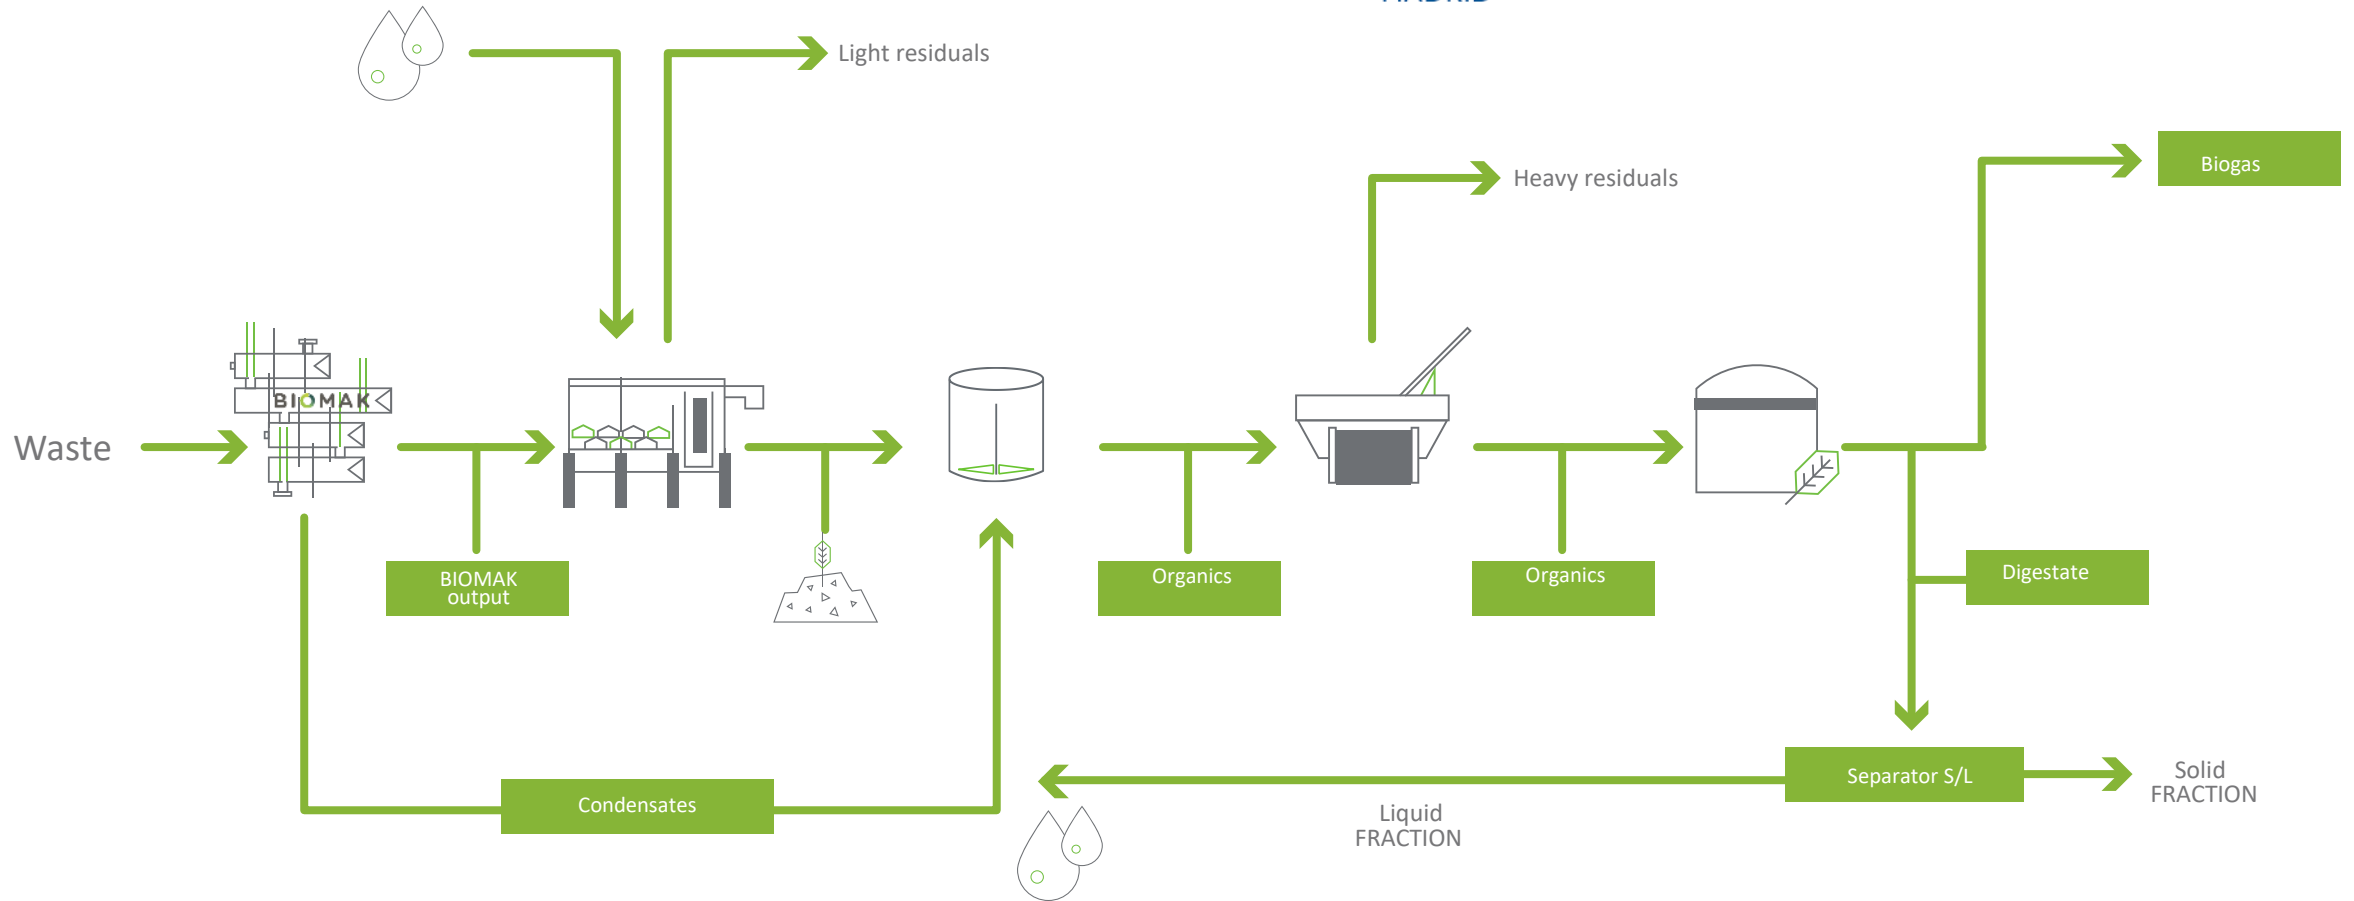 Light residuals
Heavy residuals
Biogas
BIOMAK
Waste
BIOMAK
output
Organics
Organics
Digestate
Condensates
Separator S/L
Solid
FRACTION
Liquid
FRACTION